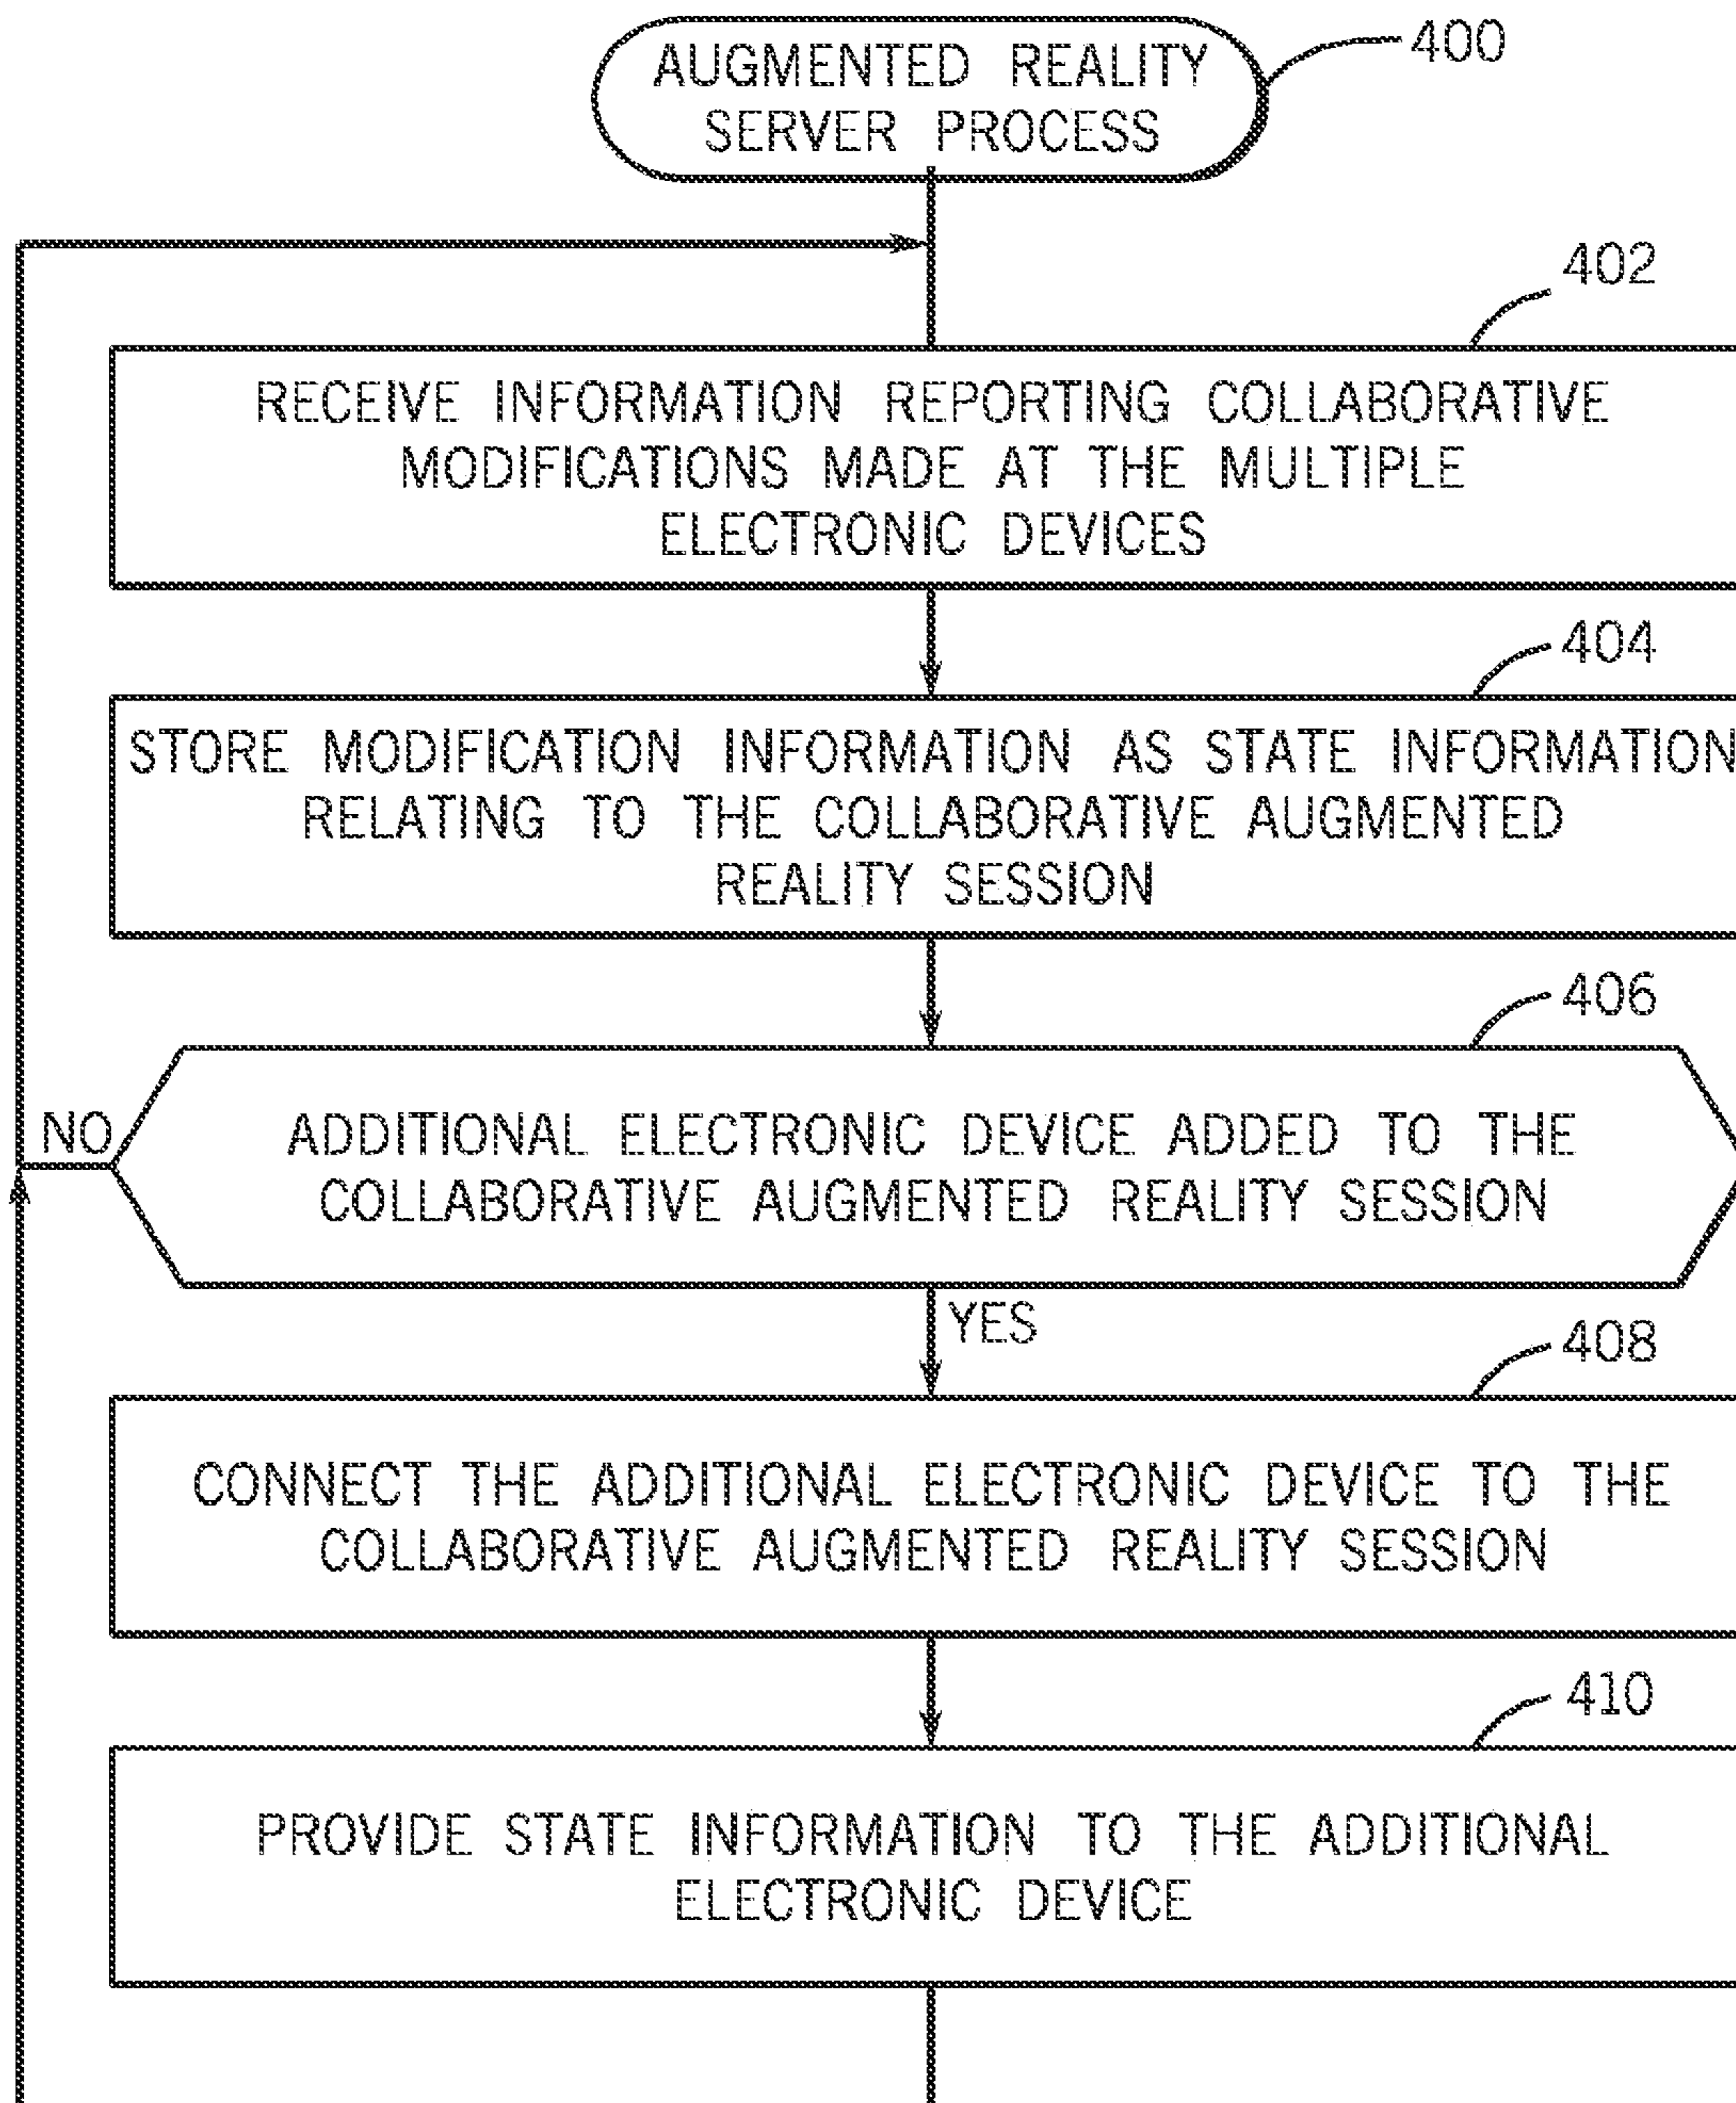 AUGMENTED REALITY
SERVER PROCESS
400
402
RECEIVE INFORMATION REPORTING COLLABORATIVE
MODIFICATIONS MADE AT THE MULTIPLE
ELECTRONIC DEVICES
404
STORE MODIFICATION INFORMATION AS STATE INFORMATION
RELATING TO THE COLLABORATIVE AUGMENTED
REALITY SESSION
406
NO
ADDITIONAL ELECTRONIC DEVICE ADDED TO THE
COLLABORATIVE AUGMENTED REALITY SESSION
YES
408
CONNECT THE ADDITIONAL ELECTRONIC DEVICE TO THE
COLLABORATIVE AUGMENTED REALITY SESSION
410
PROVIDE STATE INFORMATION TO THE ADDITIONAL
ELECTRONIC DEVICE